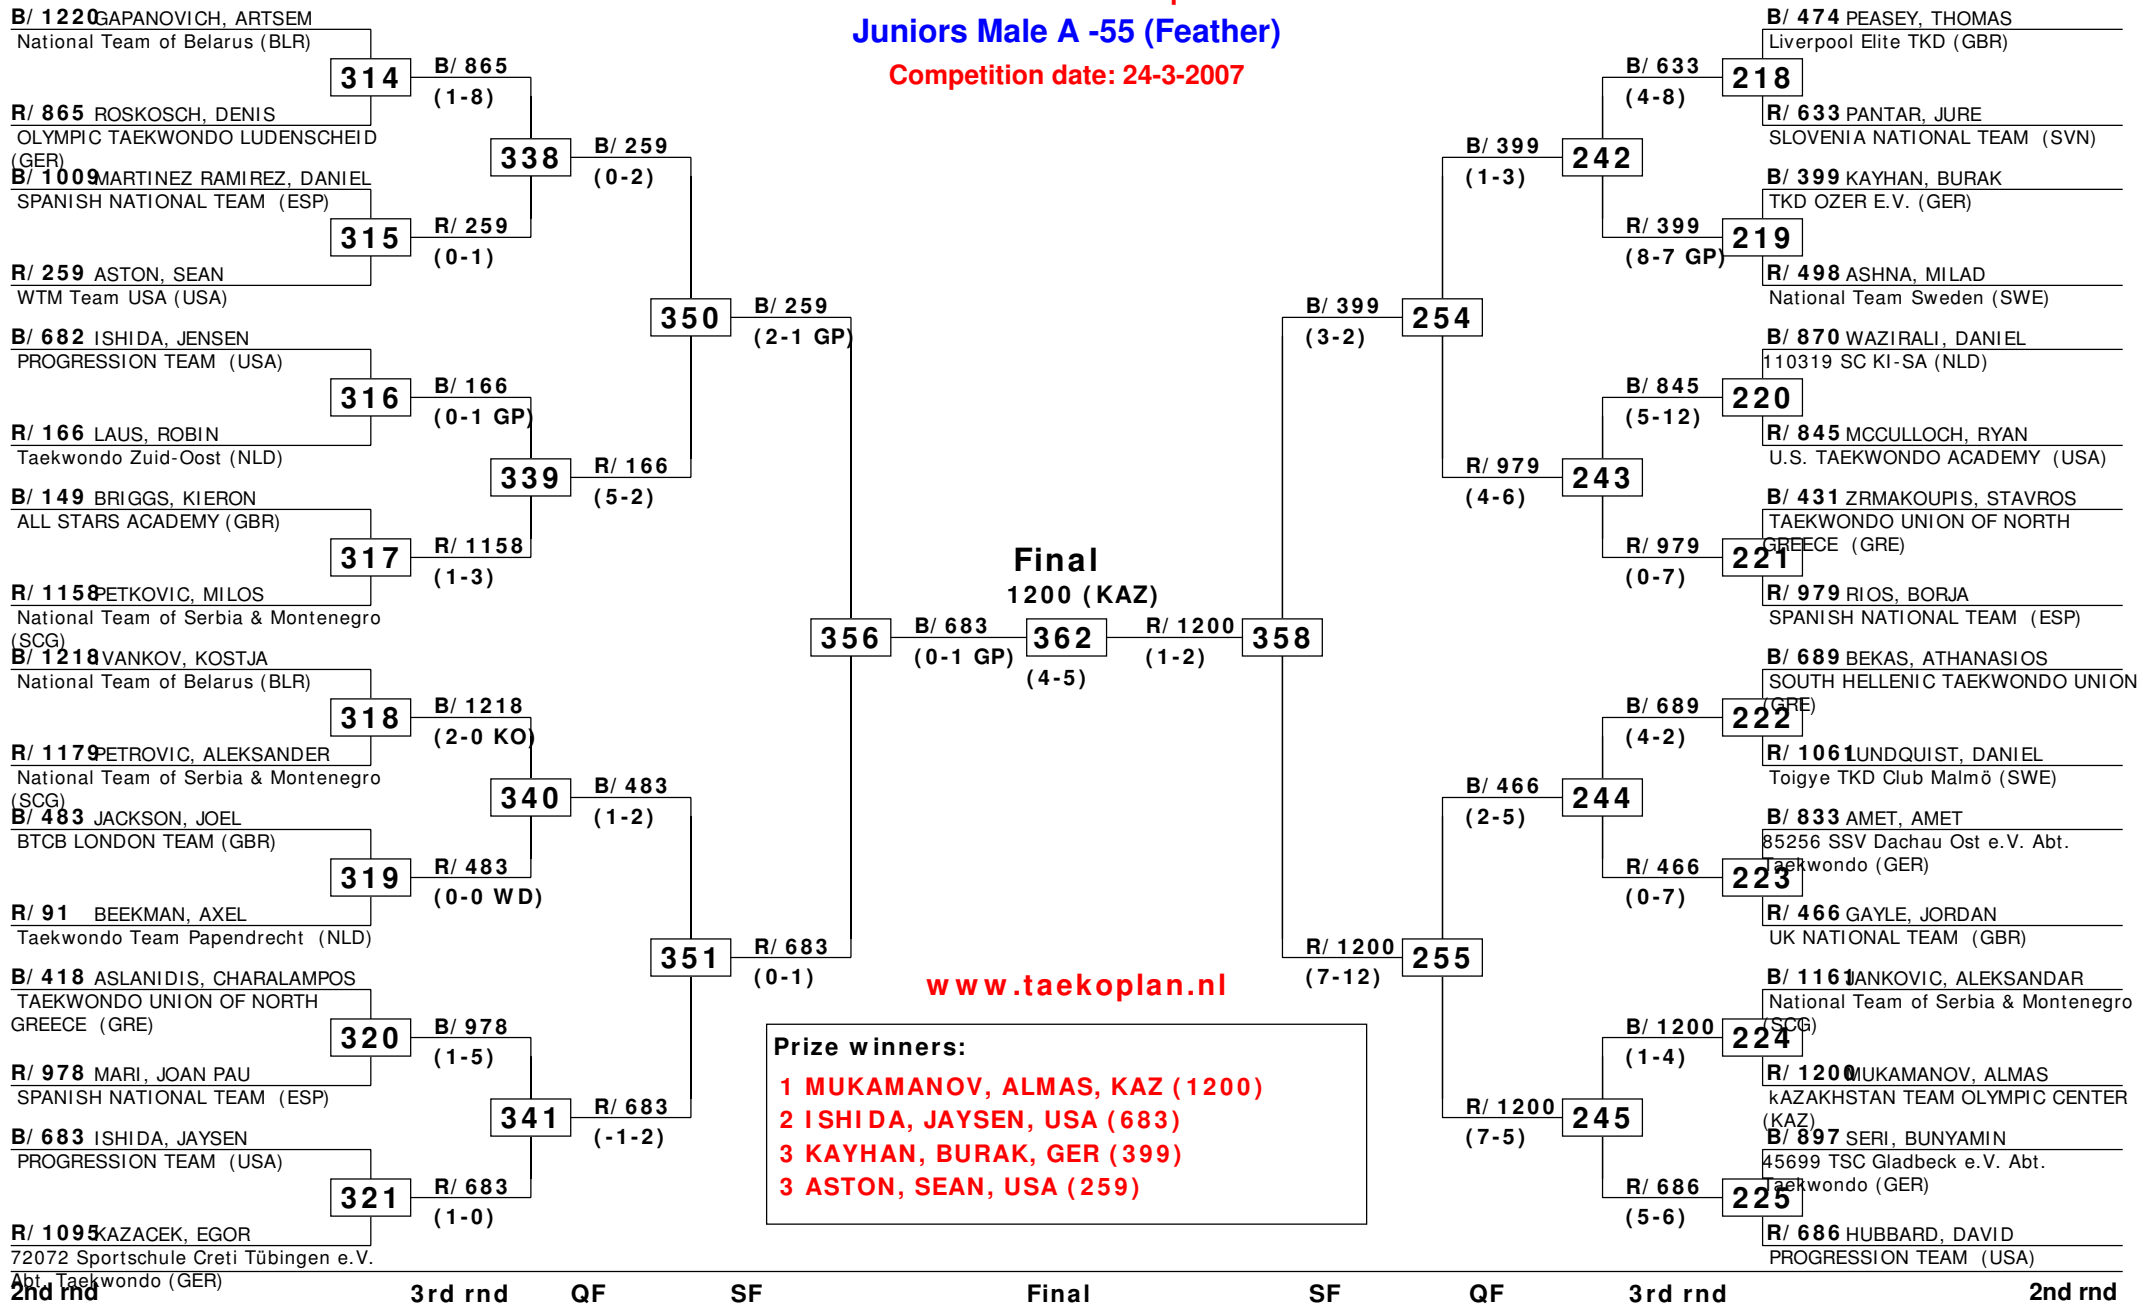 Juniors Male A -55 (Feather)
Competition date: 24-3-2007
B/ 1220 GAPANOVICH, ARTSEM
National Team of Belarus (BLR)
314
B/ 865
(1-8)
R/ 865 ROSKOSCH, DENIS
OLYMPIC TAEKWONDO LUDENSCHEID
(GER)
338
B/ 259
(0-2)
B/ 1009 MARTINEZ RAMIREZ, DANIEL
SPANISH NATIONAL TEAM (ESP)
315
R/ 259
(0-1)
R/ 259 ASTON, SEAN
WTM Team USA (USA)
350
B/ 259
(2-1 GP)
B/ 682 ISHIDA, JENSEN
PROGRESSION TEAM (USA)
316
B/ 166
(0-1 GP)
R/ 166 LAUS, ROBIN
Taekwondo Zuid-Oost (NLD)
339
R/ 166
(5-2)
B/ 149 BRIGGS, KIERON
ALL STARS ACADEMY (GBR)
317
R/ 1158
(1-3)
R/ 1158 PETKOVIC, MILOS
National Team of Serbia & Montenegro
(SCG)
356
B/ 683
(0-1 GP)
B/ 1218 IVANKOV, KOSTJA
National Team of Belarus (BLR)
318
B/ 1218
(2-0 KO)
R/ 1179 PETROVIC, ALEKSANDER
National Team of Serbia & Montenegro
(SCG)
340
B/ 483
(1-2)
B/ 483 JACKSON, JOEL
BTCB LONDON TEAM (GBR)
319
R/ 483
(0-0 WD)
R/ 91 BEEKMAN, AXEL
Taekwondo Team Papendrecht (NLD)
351
R/ 683
(0-1)
B/ 418 ASLANIDIS, CHARALAMPOS
TAEKWONDO UNION OF NORTH
GREECE (GRE)
320
B/ 978
(1-5)
R/ 978 MARI, JOAN PAU
SPANISH NATIONAL TEAM (ESP)
341
R/ 683
(-1-2)
B/ 683 ISHIDA, JAYSEN
PROGRESSION TEAM (USA)
321
R/ 683
(1-0)
R/ 1095 KAZACEK, EGOR
72072 Sportschule Creti Tübingen e.V.
Abt. Taekwondo (GER)
Final
1200 (KAZ)
362
(4-5)
R/ 1200
(1-2)
358
B/ 474 PEASEY, THOMAS
Liverpool Elite TKD (GBR)
B/ 633
(4-8)
218
R/ 633 PANTAR, JURE
SLOVENIA NATIONAL TEAM (SVN)
B/ 399
(1-3)
242
B/ 399 KAYHAN, BURAK
TKD OZER E.V. (GER)
R/ 399
(8-7 GP)
219
R/ 498 ASHNA, MILAD
National Team Sweden (SWE)
B/ 399
(3-2)
254
B/ 870 WAZIRALI, DANIEL
110319 SC KI-SA (NLD)
B/ 845
(5-12)
220
R/ 845 MCCULLOCH, RYAN
U.S. TAEKWONDO ACADEMY (USA)
R/ 979
(4-6)
243
B/ 431 ZRMAKOUPIS, STAVROS
TAEKWONDO UNION OF NORTH
GREECE (GRE)
R/ 979
(0-7)
221
R/ 979 RIOS, BORJA
SPANISH NATIONAL TEAM (ESP)
B/ 689 BEKAS, ATHANASIOS
SOUTH HELLENIC TAEKWONDO UNION
(GRE)
B/ 689
(4-2)
222
R/ 1061 LUNDQUIST, DANIEL
Toigye TKD Club Malmö (SWE)
B/ 466
(2-5)
244
B/ 833 AMET, AMET
85256 SSV Dachau Ost e.V. Abt.
Taekwondo (GER)
R/ 466
(0-7)
223
R/ 466 GAYLE, JORDAN
UK NATIONAL TEAM (GBR)
R/ 1200
(7-12)
255
B/ 1161 JANKOVIC, ALEKSANDAR
National Team of Serbia & Montenegro
(SCG)
B/ 1200
(1-4)
224
R/ 1200 MUKAMANOV, ALMAS
kAZAKHSTAN TEAM OLYMPIC CENTER
(KAZ)
R/ 1200
(7-5)
245
B/ 897 SERI, BUNYAMIN
45699 TSC Gladbeck e.V. Abt.
Taekwondo (GER)
R/ 686
(5-6)
225
R/ 686 HUBBARD, DAVID
PROGRESSION TEAM (USA)
www.taekoplan.nl
Prize winners:
1 MUKAMANOV, ALMAS, KAZ (1200)
2 ISHIDA, JAYSEN, USA (683)
3 KAYHAN, BURAK, GER (399)
3 ASTON, SEAN, USA (259)
2nd rnd 3rd rnd QF SF Final SF QF 3rd rnd 2nd rnd